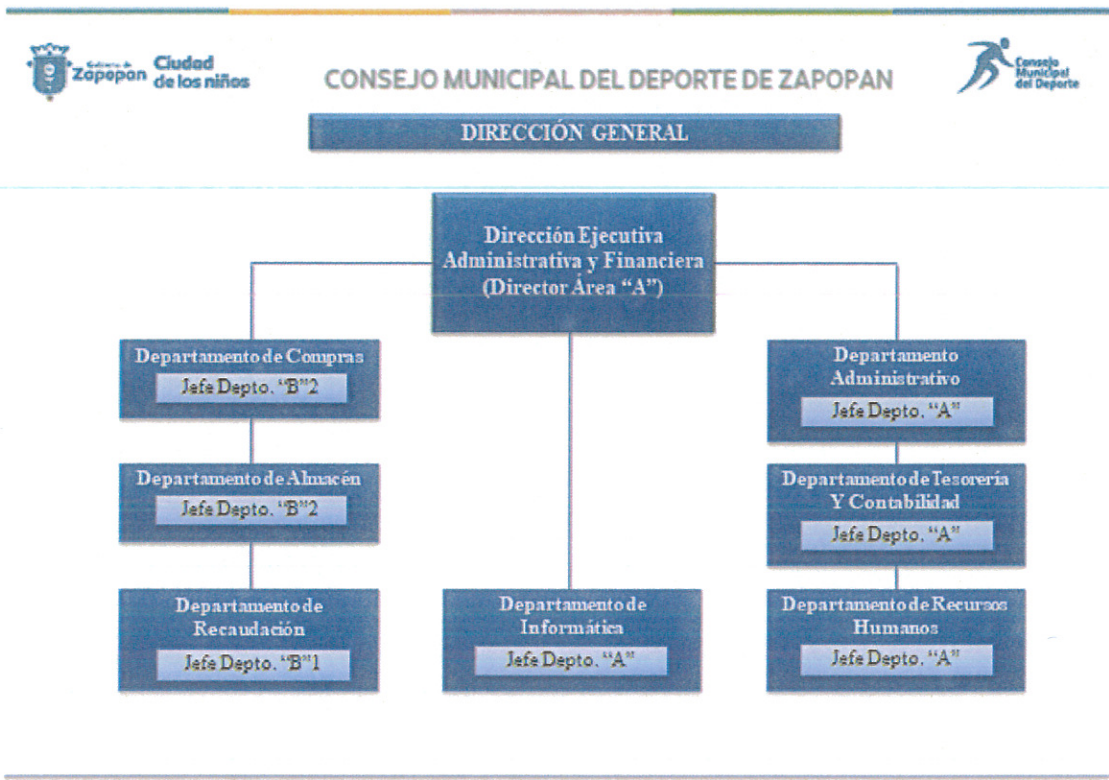 Gobierno de
Zapopan
Ciudad
de los niños
CONSEJO MUNICIPAL DEL DEPORTE DE ZAPOPAN
Consejo
Municipal
del Deporte
DIRECCIÓN GENERAL
Dirección Ejecutiva
Administrativa y Financiera
(Director Área “A”)
Departamento de Compras
Jefe Depto. “B”2
Departamento de Almacén
Jefe Depto. “B”2
Departamento de
Recaudación
Jefe Depto. “B”1
Departamento de
Informática
Jefe Depto. “A”
Departamento
Administrativo
Jefe Depto. “A”
Departamento de Tesorería
Y Contabilidad
Jefe Depto. “A”
Departamento de Recursos
Humanos
Jefe Depto. “A”